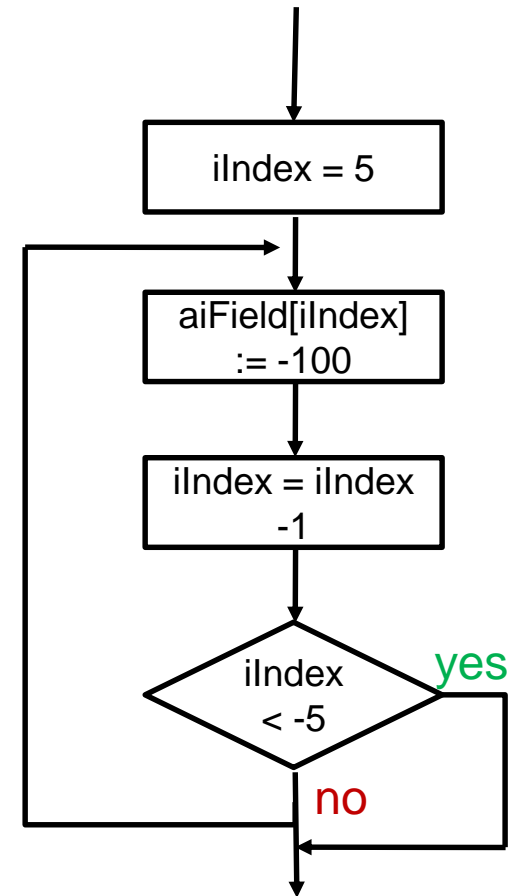 iIndex = 5
aiField[iIndex]
:= -100
iIndex = iIndex
-1
iIndex
< -5
yes
no